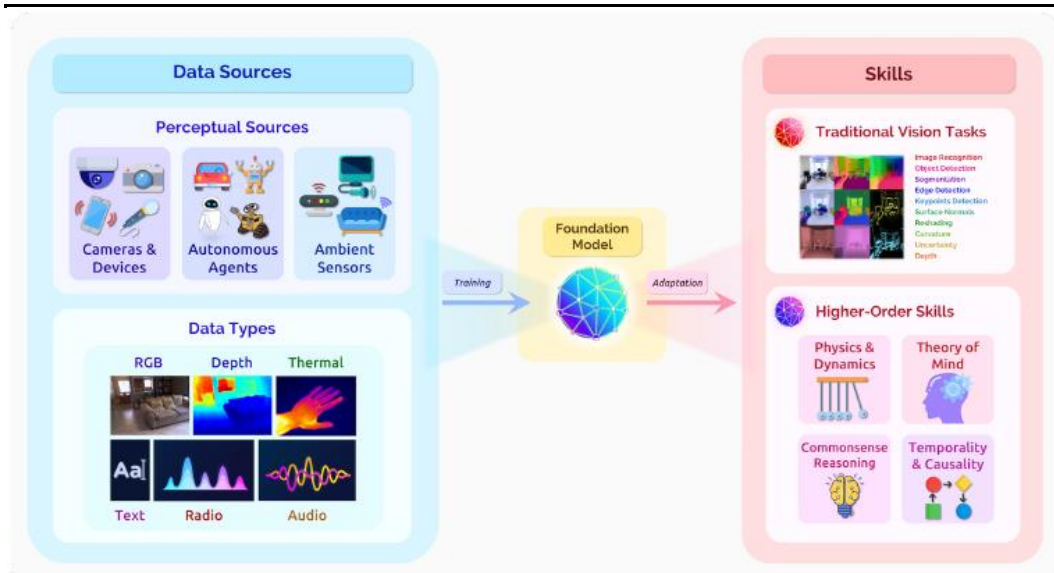 Data Sources
Perceptual Sources
Cameras &
Devices
Autonomous
Agents
Ambient
Sensors
Data Types
RGB
Depth
Thermal
Aa
Text
Radio
Audio
Training
Foundation
Model
Adaptation
Skills
Traditional Vision Tasks
Image Recognition
Object Detection
Segmentation
Edge Detection
Keypoints Detection
Surface Normals
Reshading
Curvature
Uncertainty
Depth
Higher-Order Skills
Physics &
Dynamics
Theory of
Mind
Commonsense
Reasoning
Temporality
& Causality